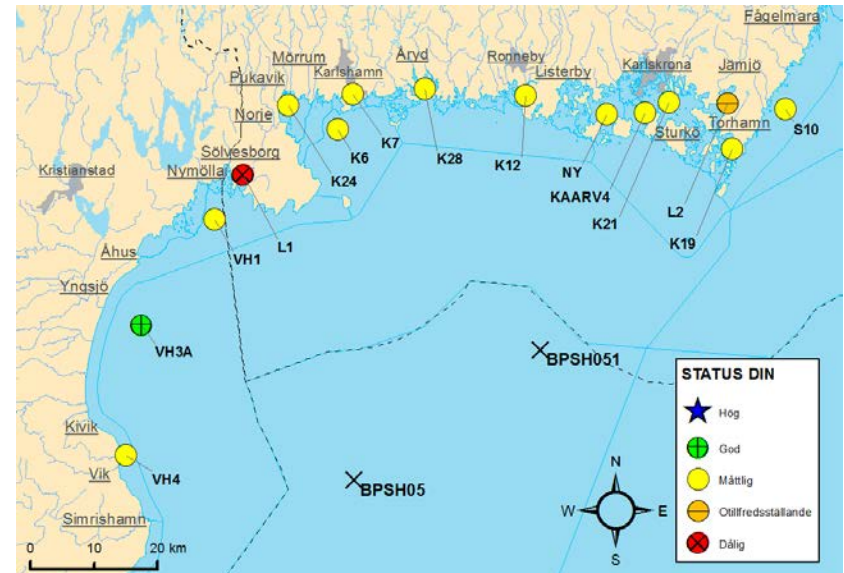 Fågelmara
Åryd
Mörrum
Ronneby
Karlskrona
Jämjö
Pukavik
Karlshamn
Listerby
Norje
Torhamn
S10
Sölvesborg
K7
Sturkö
K6
K28
Nymölla
K12
NY
Kristianstad
K24
KAARV4
L2
K21
K19
VH1
L1
Åhus
Yngsjö
VH3A
BPSH051
STATUS DIN
Hög
God
Kivik
Måttlig
Vik
VH4
BPSH05
N
W
E
S
Otillfredsställande
Simrishamn
Dålig
0 10 20 km